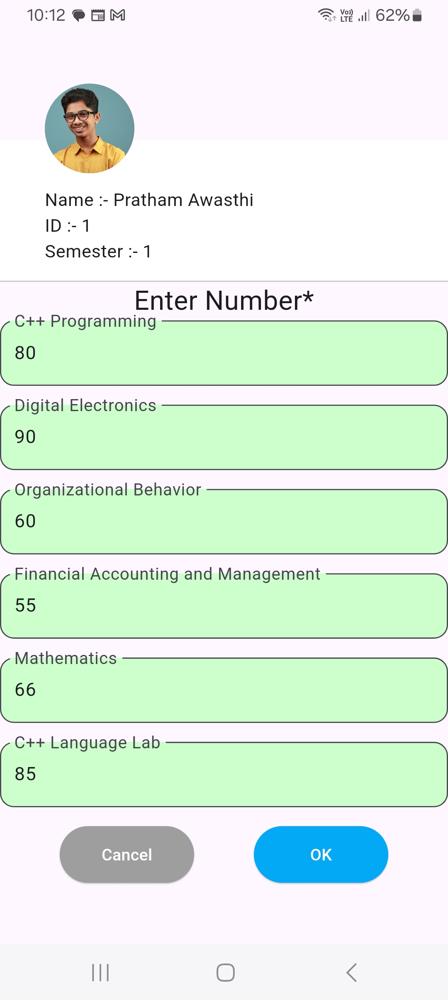 10:12
Vo)) LTE 62%
Name :- Pratham Awasthi
ID :- 1
Semester :- 1
Enter Number*
C++ Programming
80
Digital Electronics
90
Organizational Behavior
60
Financial Accounting and Management
55
Mathematics
66
C++ Language Lab
85
Cancel
OK